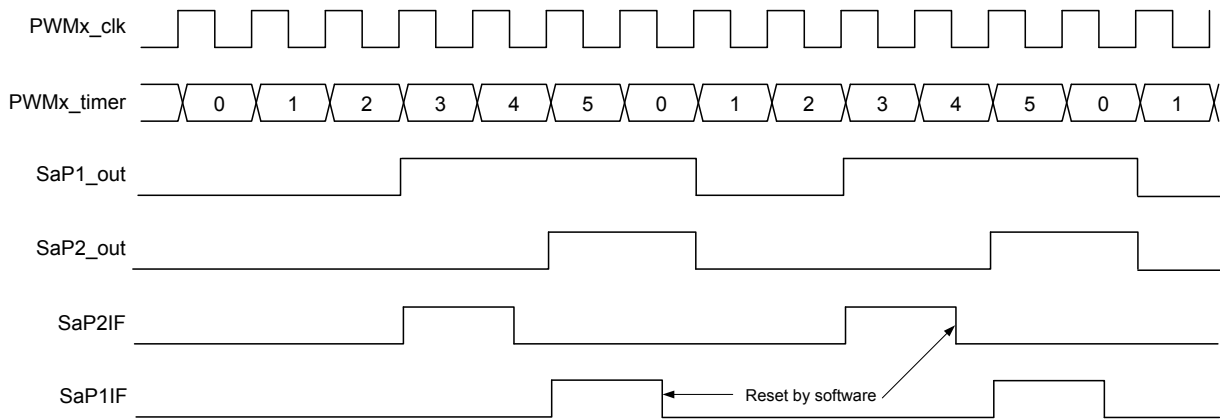 PWMx_clk
PWMx_timer 0 1 2 3 4 5 0 1 2 3 4 5 0 1
SaP1_out
SaP2_out
SaP2IF
SaP1IF Reset by software